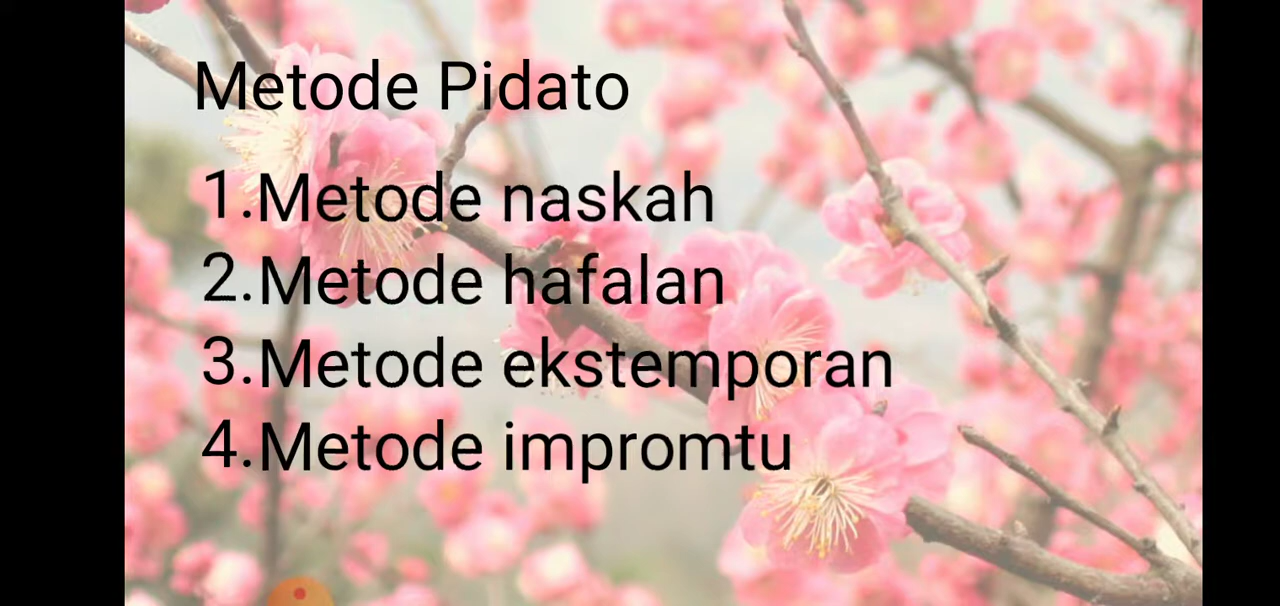 Metode Pidato
1.Metode naskah
2.Metode hafalan
3.Metode ekstemporan
4.Metode impromtu